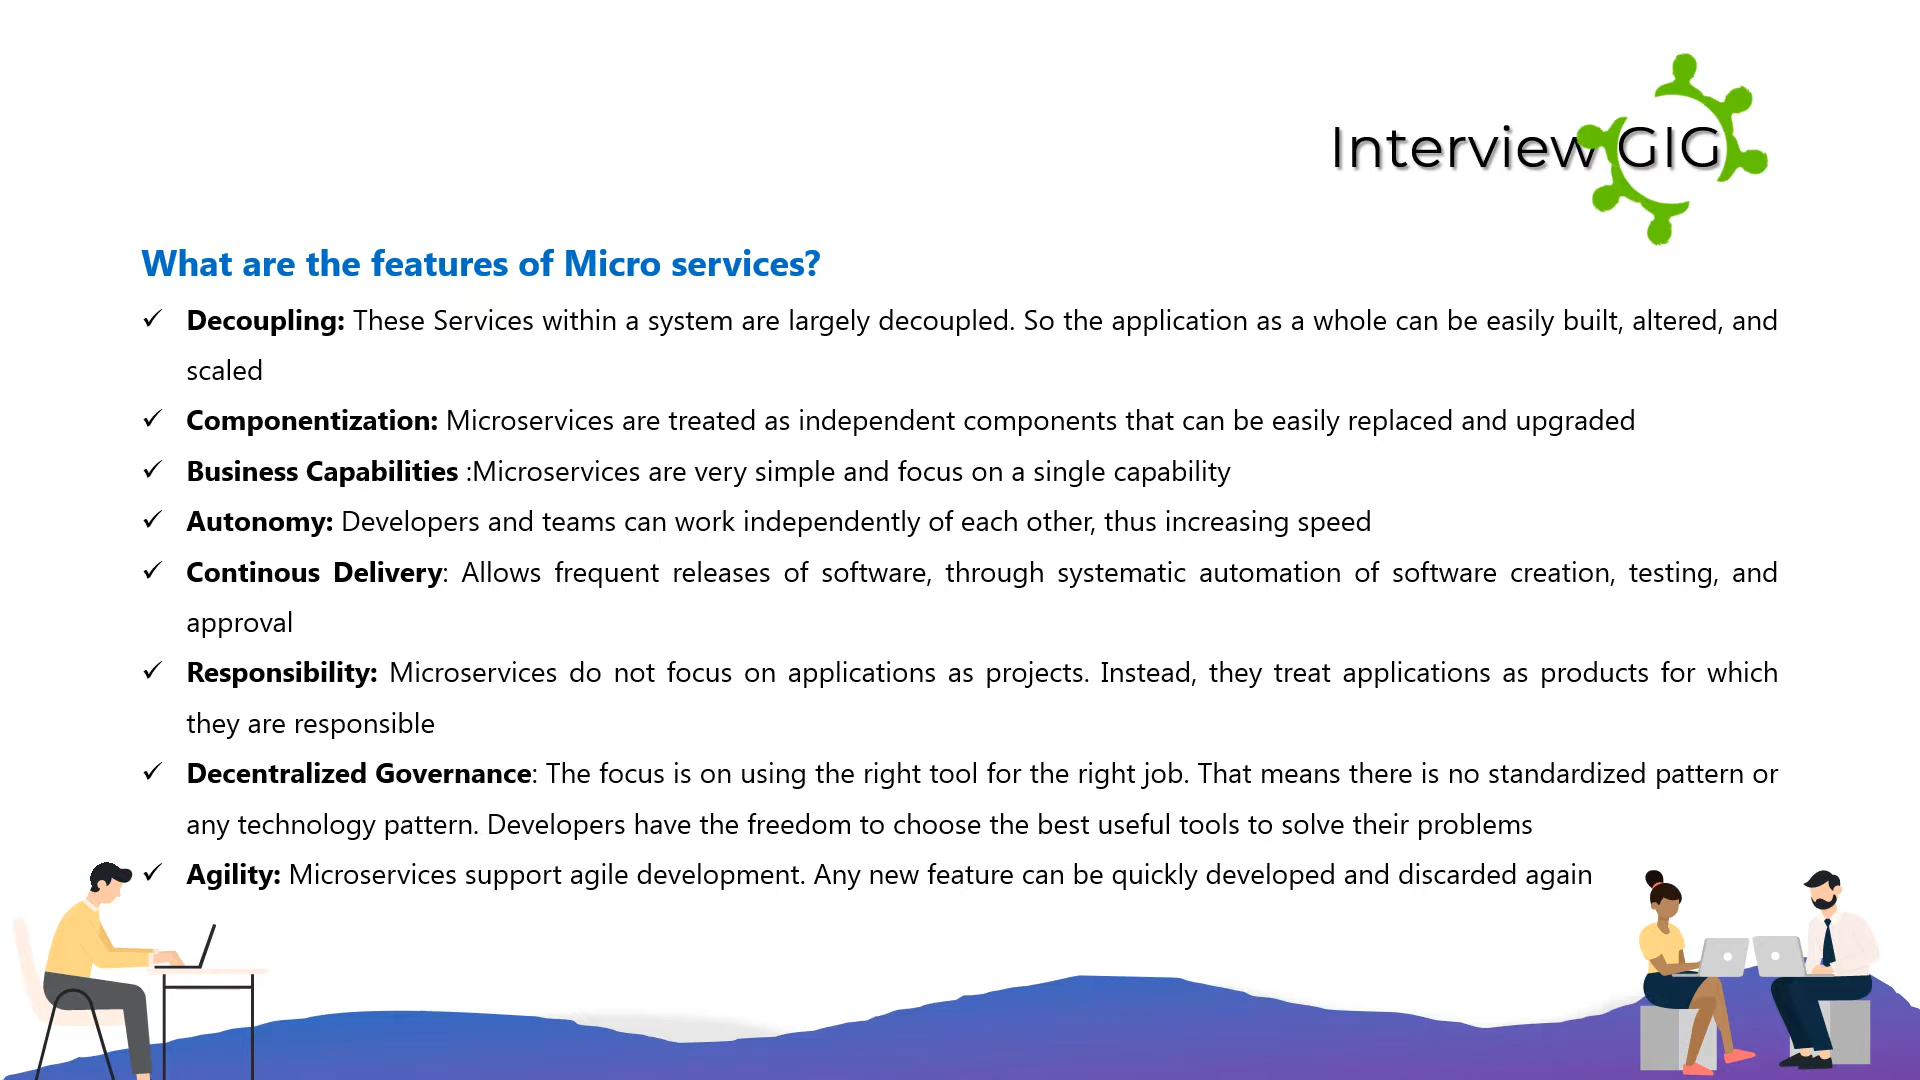 Interview GIG
What are the features of Micro services?
✓ Decoupling: These Services within a system are largely decoupled. So the application as a whole can be easily built, altered, and
scaled
✓ Componentization: Microservices are treated as independent components that can be easily replaced and upgraded
✓ Business Capabilities :Microservices are very simple and focus on a single capability
✓ Autonomy: Developers and teams can work independently of each other, thus increasing speed
✓ Continous Delivery: Allows frequent releases of software, through systematic automation of software creation, testing, and
approval
✓ Responsibility: Microservices do not focus on applications as projects. Instead, they treat applications as products for which
they are responsible
✓ Decentralized Governance: The focus is on using the right tool for the right job. That means there is no standardized pattern or
any technology pattern. Developers have the freedom to choose the best useful tools to solve their problems
✓ Agility: Microservices support agile development. Any new feature can be quickly developed and discarded again